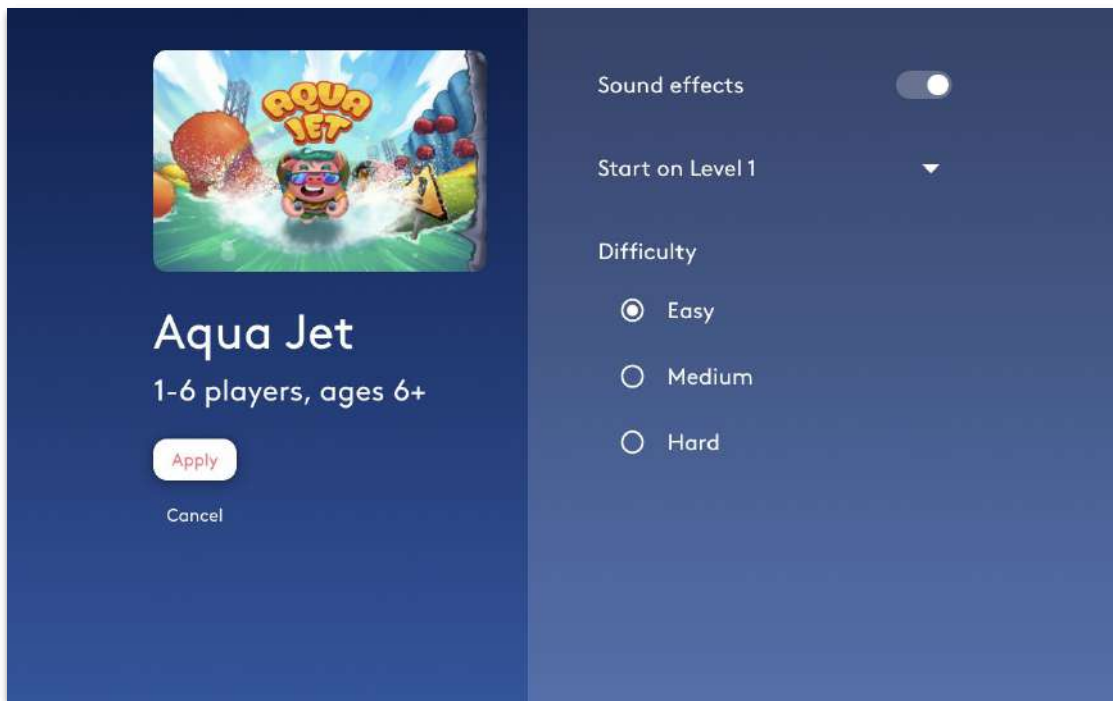 AQUA
JET
Aqua Jet
1-6 players, ages 6+
Apply
Cancel
Sound effects
Start on Level 1
Difficulty
Easy
Medium
Hard